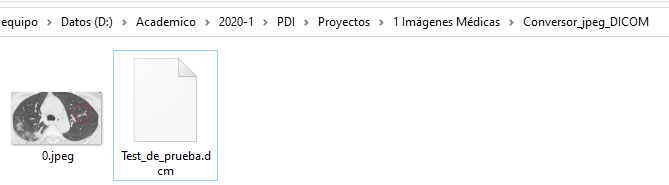 equipo > Datos (D:) > Academico > 2020-1 > PDI > Proyectos > 1 Imágenes Médicas > Conversor_jpeg_DICOM
0.jpeg
Test_de_prueba.d
cm